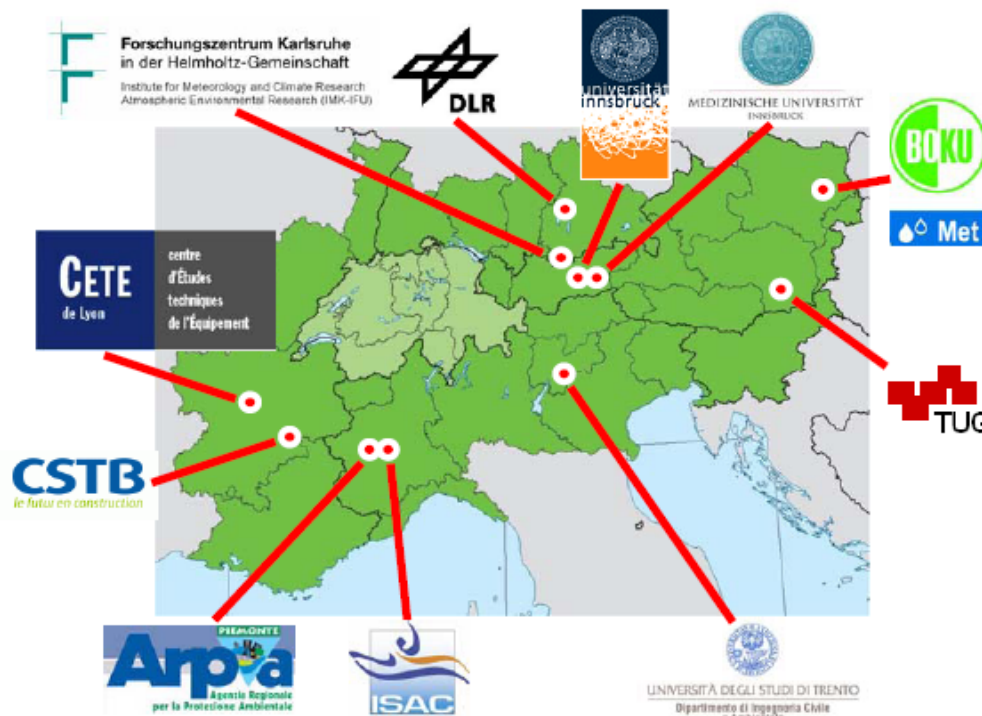 Forschungszentrum Karlsruhe
in der Helmholtz-Gemeinschaft
Institute for Meteorology and Climate Research
Atmospheric Environmental Research (IMK-IFU)
DLR
universität
innsbruck
MEDIZINISCHE UNIVERSITÄT
INNSBRUCK
BOKU
Met
CETE
de Lyon
centre
d'Études
techniques
de l'Équipement
TUG
CSTB
le futur en construction
PIEMONTE
Arpa
Agenzia Regionale
per la Protezione Ambientale
ISAC
UNIVERSITÀ DEGLI STUDI DI TRENTO
Dipartimento di Ingegneria Civile